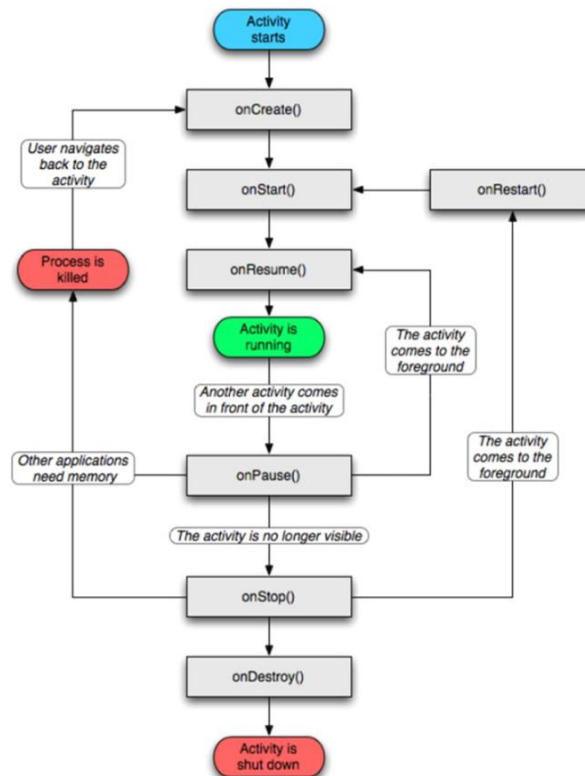 Activity
starts
onCreate()
User navigates
back to the
activity
onStart()
onRestart()
Process is
killed
onResume()
Activity is
running
The activity
comes to the
foreground
Another activity comes
in front of the activity
The activity
comes to the
foreground
Other applications
need memory
onPause()
The activity is no longer visible
onStop()
onDestroy()
Activity is
shut down